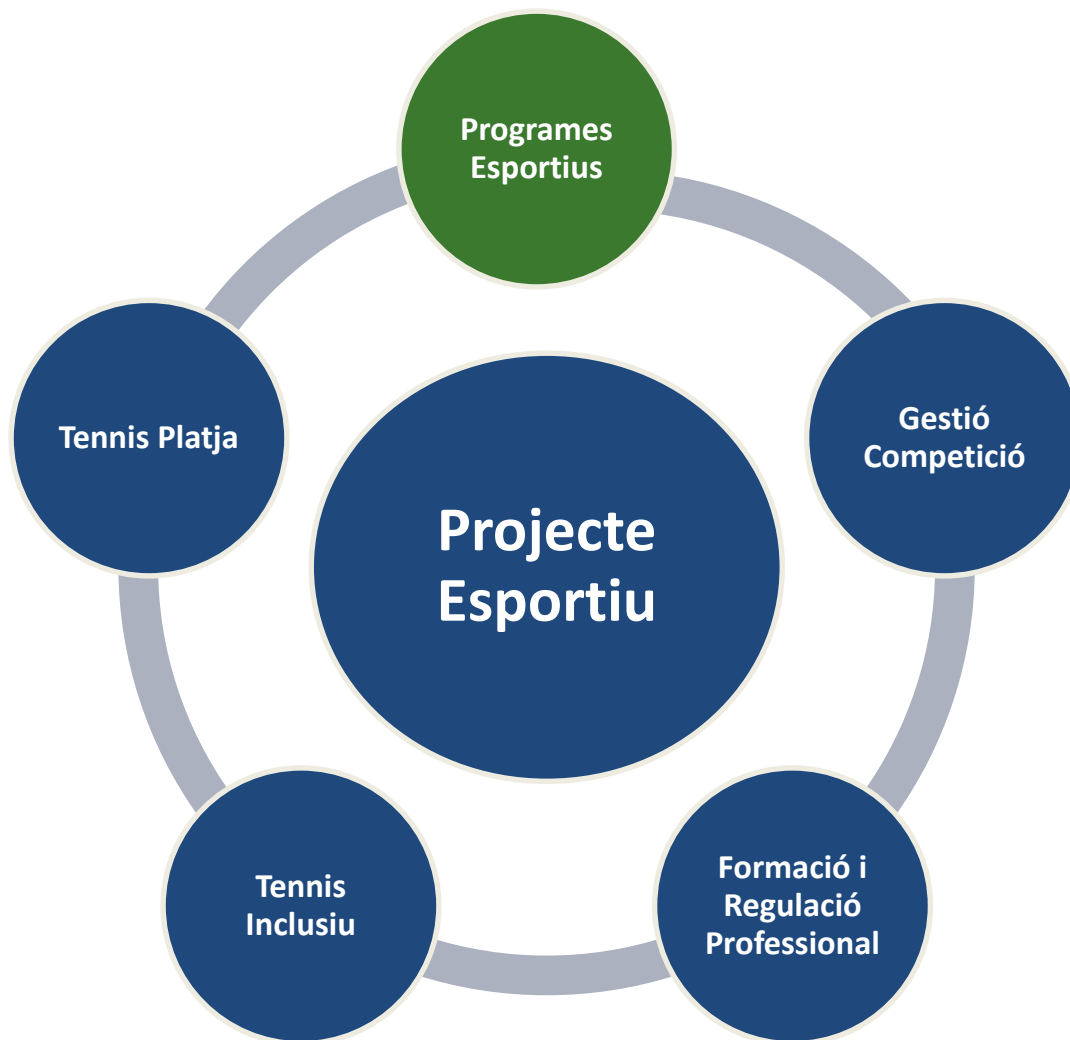 Programes
Esportius
Tennis Platja
Gestió
Competició
Projecte
Esportiu
Tennis
Inclusiu
Formació i
Regulació
Professional